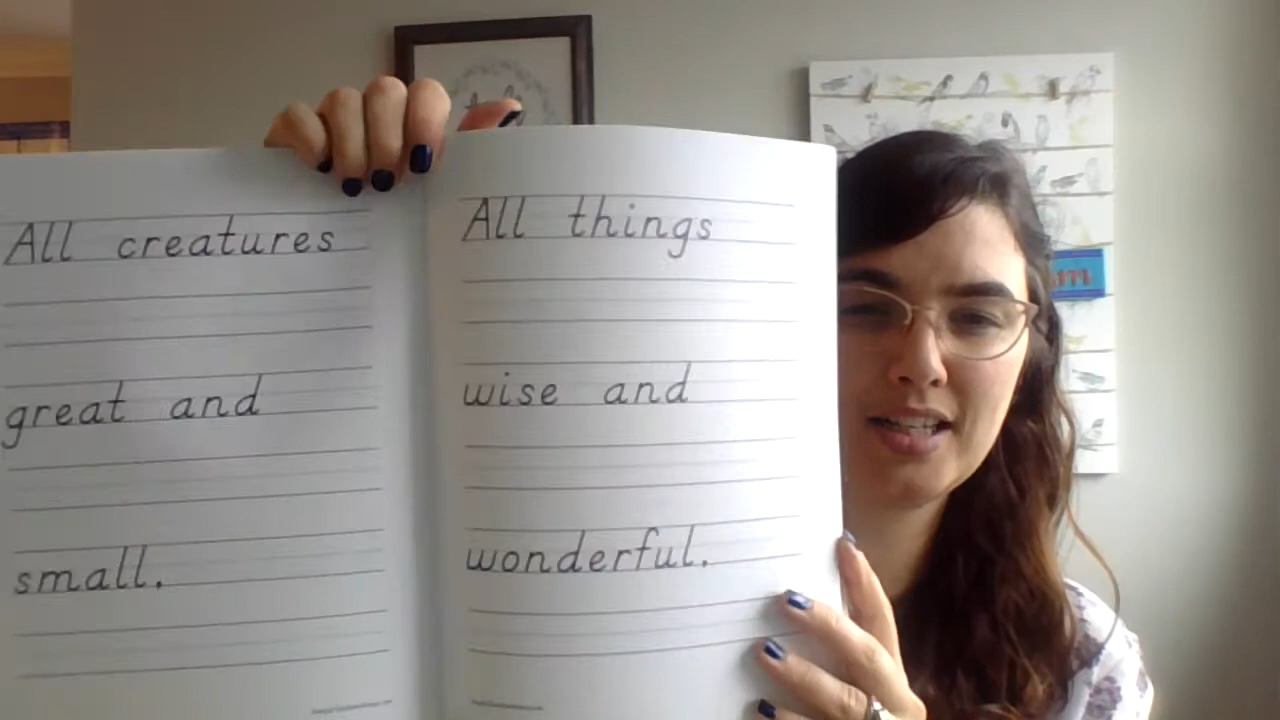 All creatures
great and
small.
All things
wise and
wonderful.
m